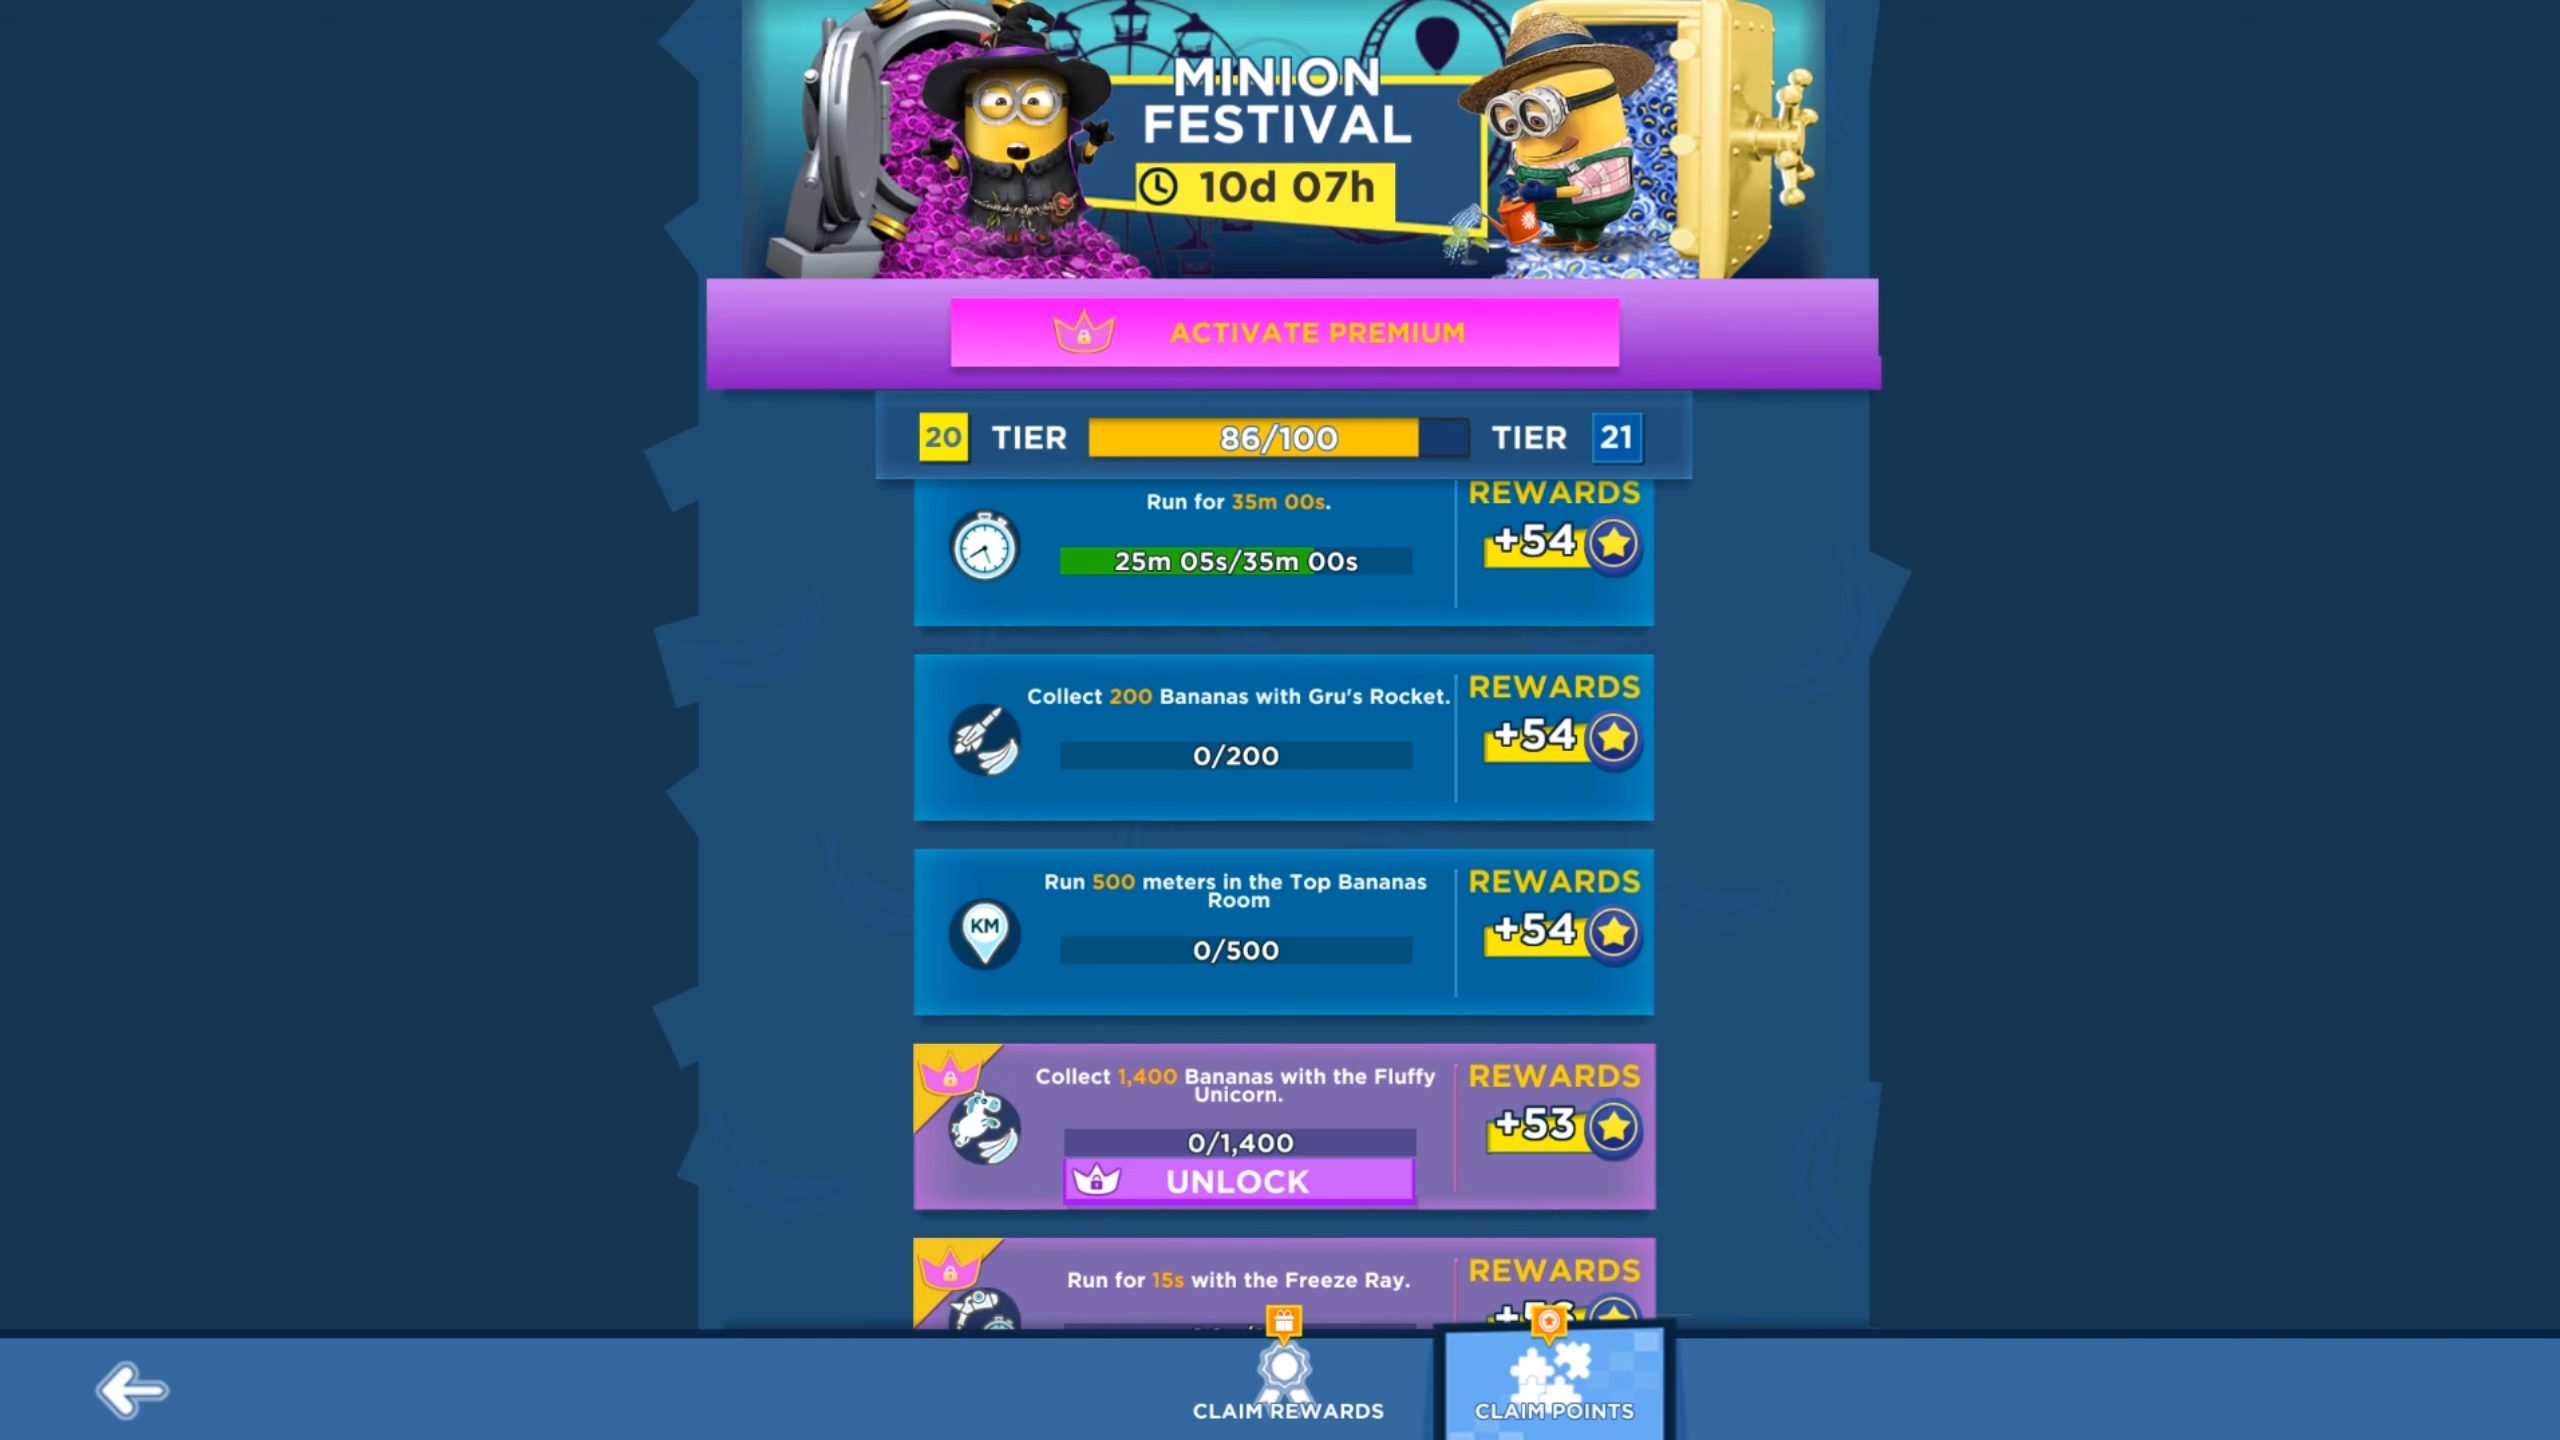 MINION
FESTIVAL
10d 07h
ACTIVATE PREMIUM
20 TIER 86/100 TIER 21
Run for 35m 00s.
25m 05s/35m 00s
REWARDS
+54
Collect 200 Bananas with Gru's Rocket.
0/200
REWARDS
+54
Run 500 meters in the Top Bananas
Room
0/500
REWARDS
+54
KM
Collect 1,400 Bananas with the Fluffy
Unicorn.
0/1,400
UNLOCK
REWARDS
+53
Run for 15s with the Freeze Ray.
REWARDS
CLAIM REWARDS
CLAIM POINTS